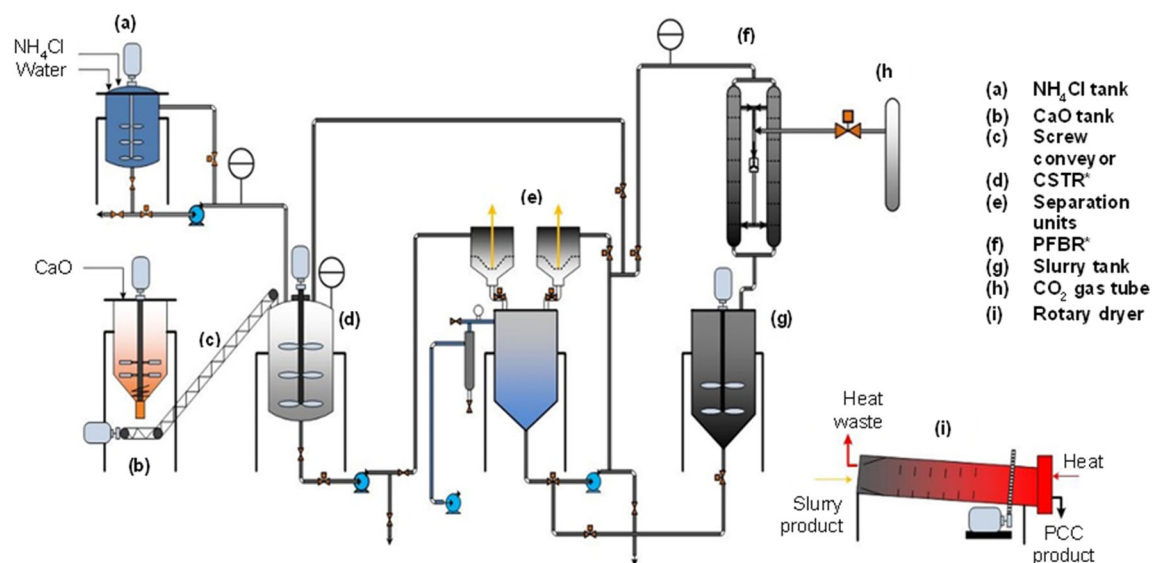 (a)
NH₄Cl
Water
CaO
(b)
(c)
(d)
(e)
(f)
(g)
(h
(a) NH₄Cl tank
(b) CaO tank
(c) Screw
conveyor
(d) CSTR*
(e) Separation
units
(f) PFBR*
(g) Slurry tank
(h) CO₂ gas tube
(i) Rotary dryer
Heat
waste
(i)
Heat
Slurry
product
PCC
product